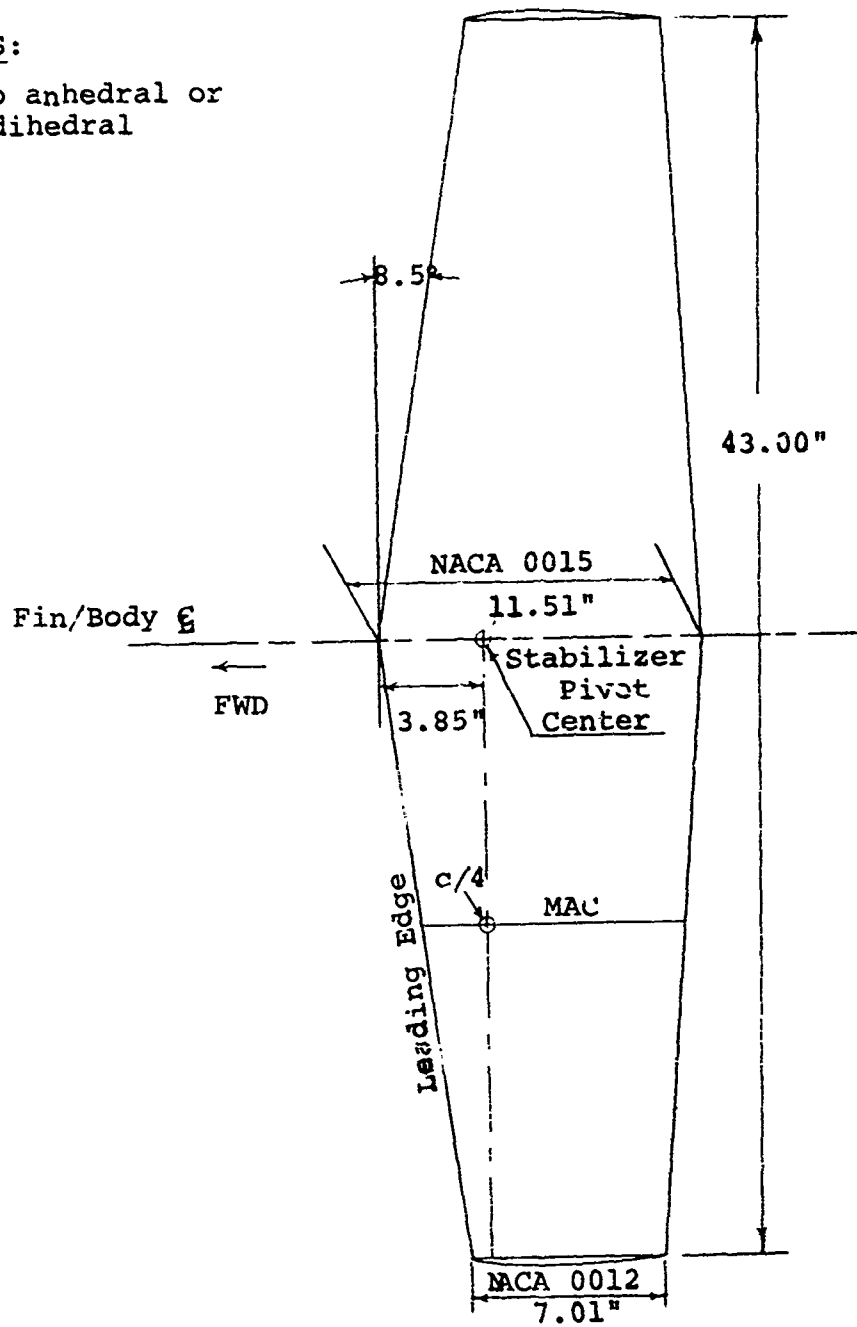 S:
o anhedral or
dihedral
8.5°
43.00"
NACA 0015
11.51"
Fin/Body ℄
Stabilizer
Pivot
Center
FWD
3.85"
c/4
MAC
Leading Edge
NACA 0012
7.01"